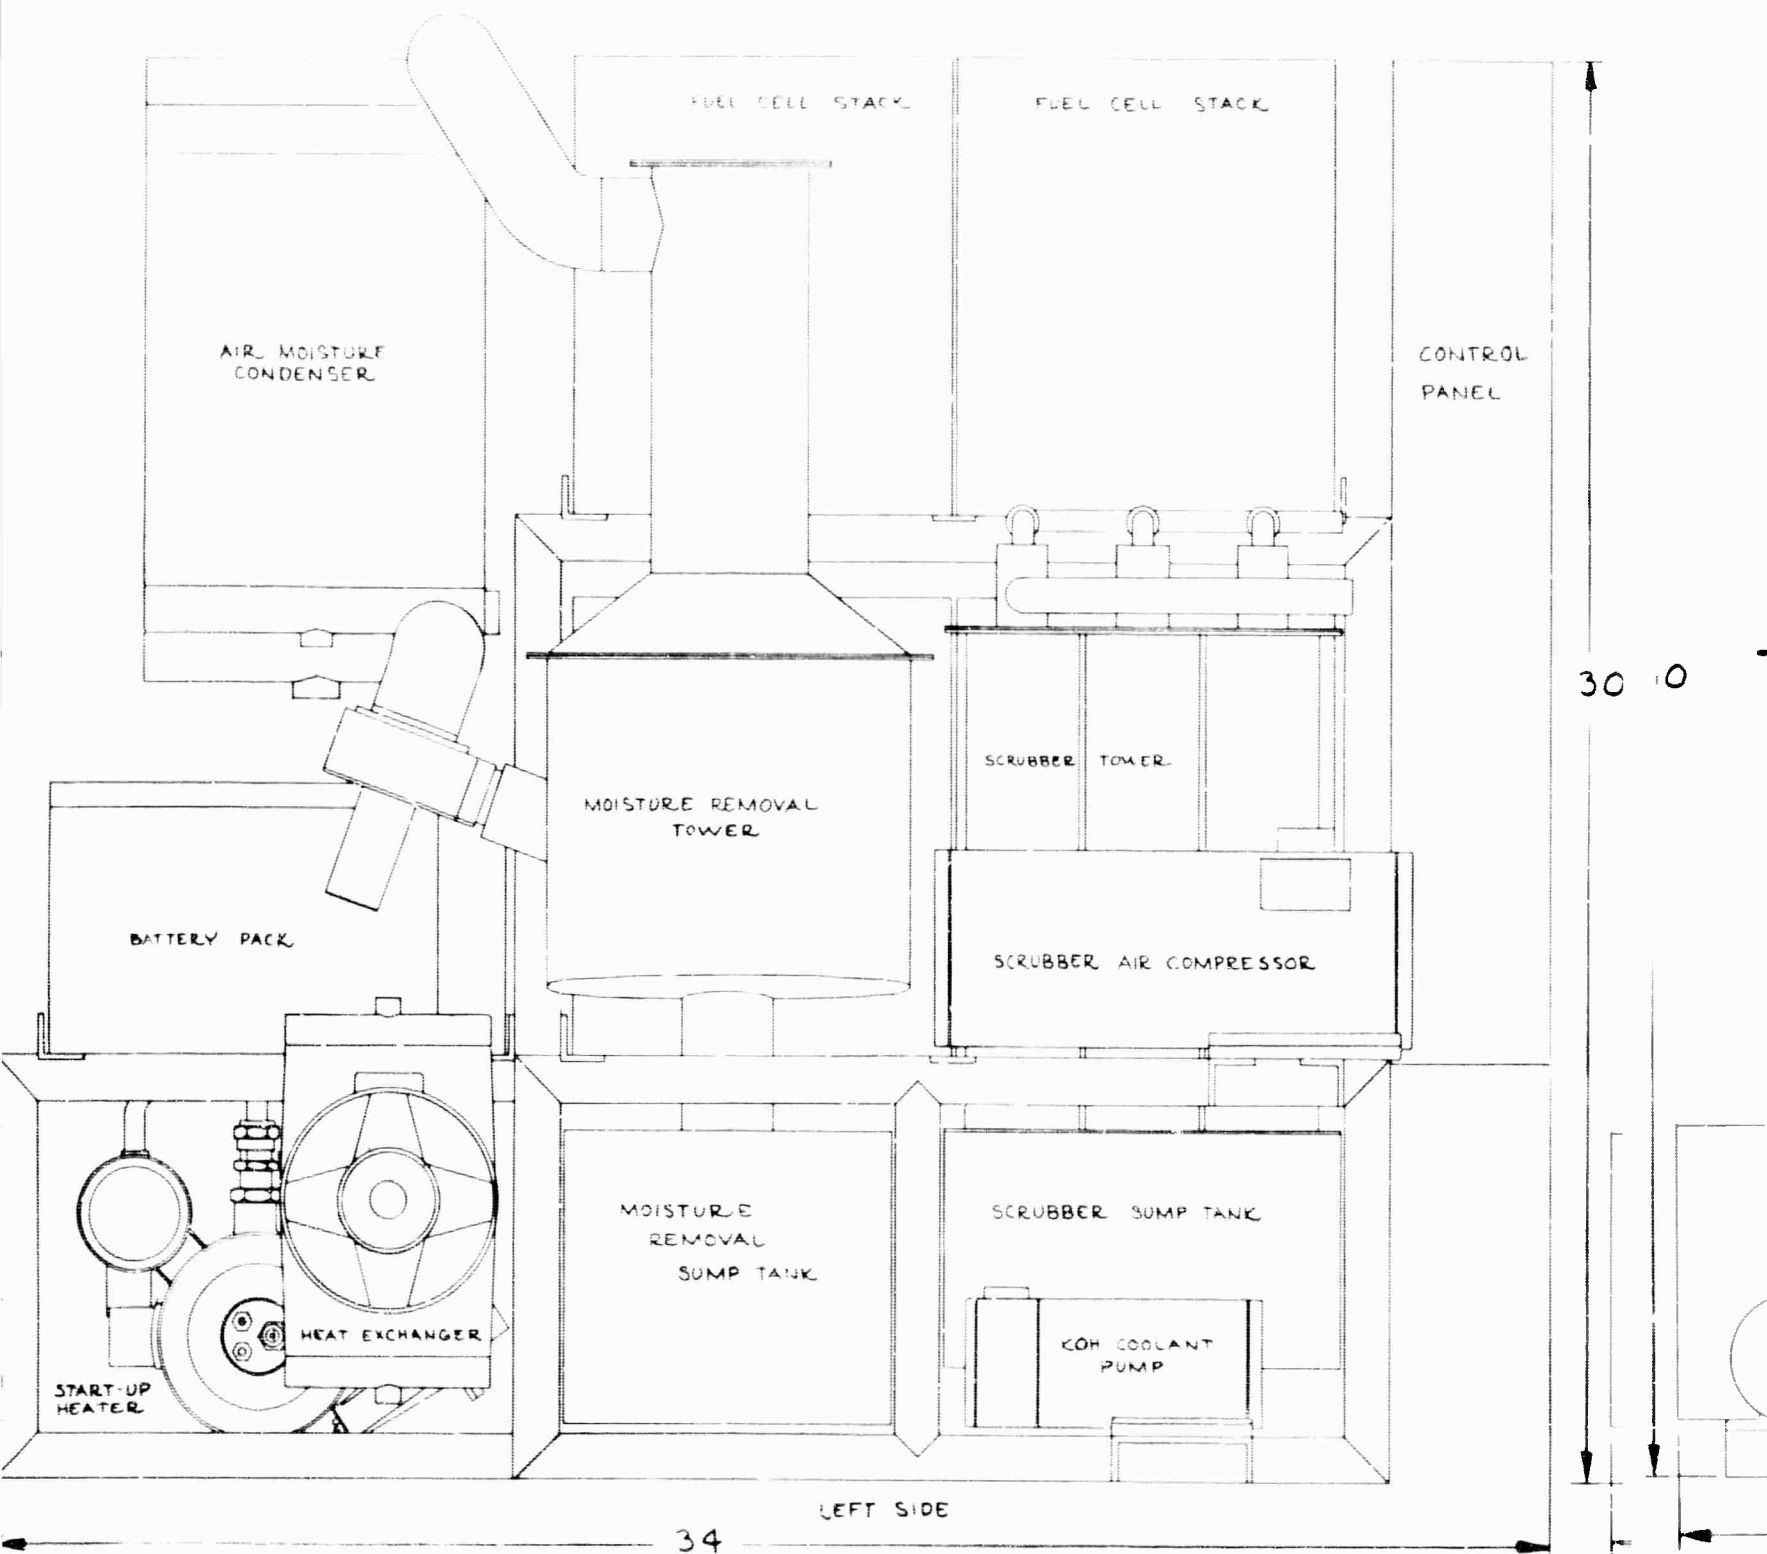 FUEL CELL STACK
FUEL CELL STACK
AIR MOISTURE
CONDENSER
CONTROL
PANEL
30
0
SCRUBBER TOWER
MOISTURE REMOVAL
TOWER
BATTERY PACK
SCRUBBER AIR COMPRESSOR
MOISTURE
REMOVAL
SUMP TANK
SCRUBBER SUMP TANK
HEAT EXCHANGER
KOH COOLANT
PUMP
START-UP
HEATER
LEFT SIDE
34